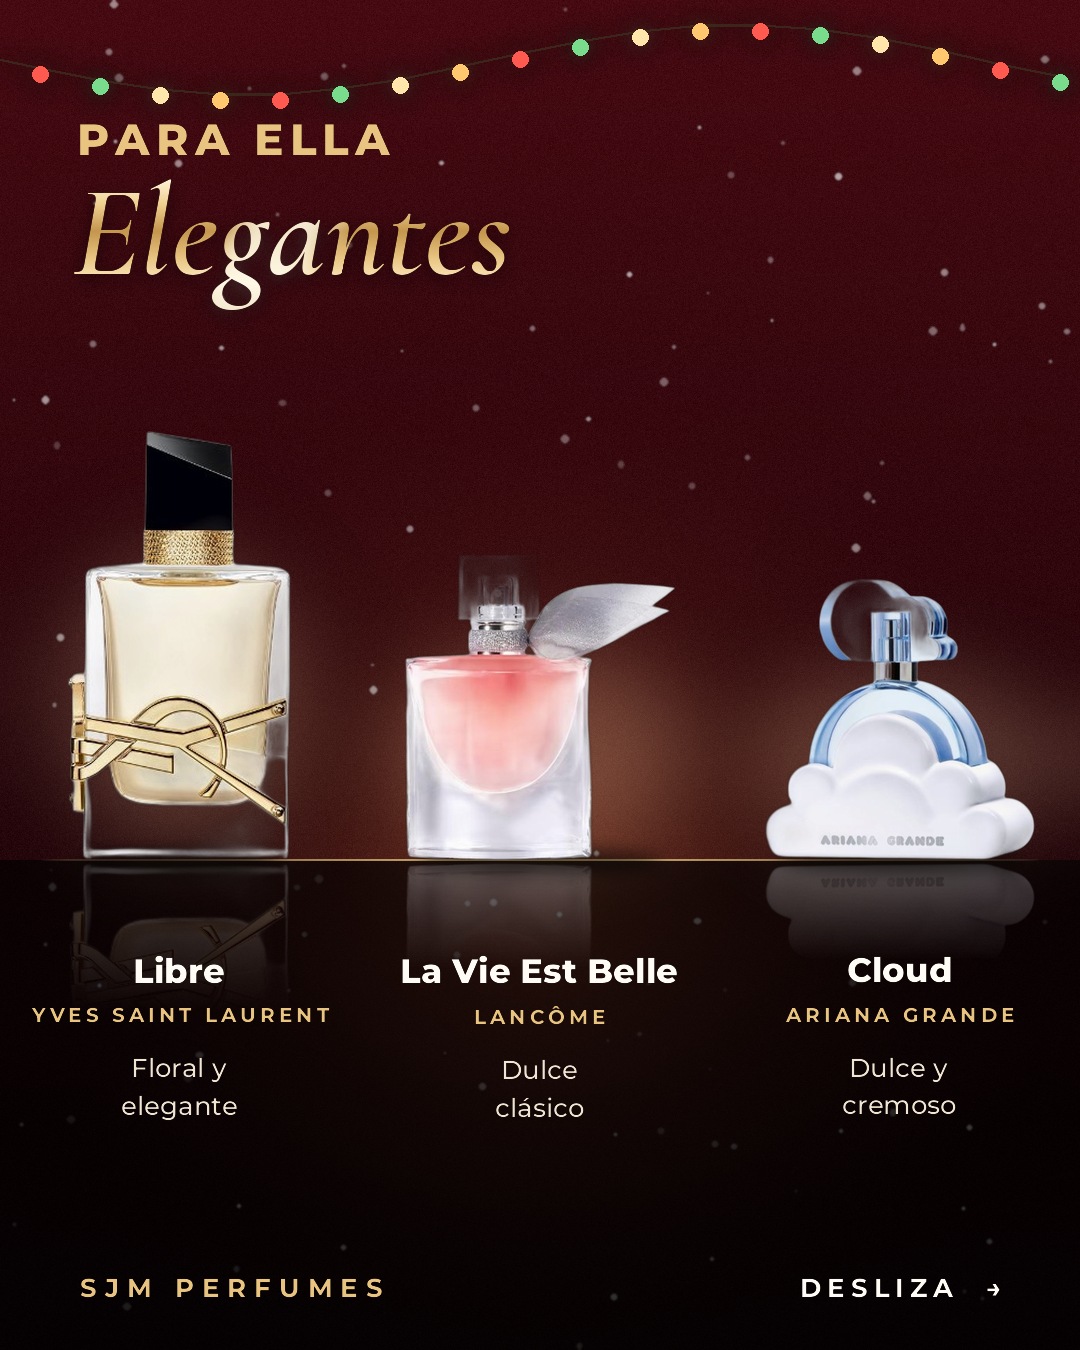 PARA ELLA
Elegantes
ARIANA GRANDE
Libre
YVES SAINT LAURENT
Floral y
elegante
La Vie Est Belle
LANCÔME
Dulce
clásico
Cloud
ARIANA GRANDE
Dulce y
cremoso
SJM PERFUMES
DESLIZA →